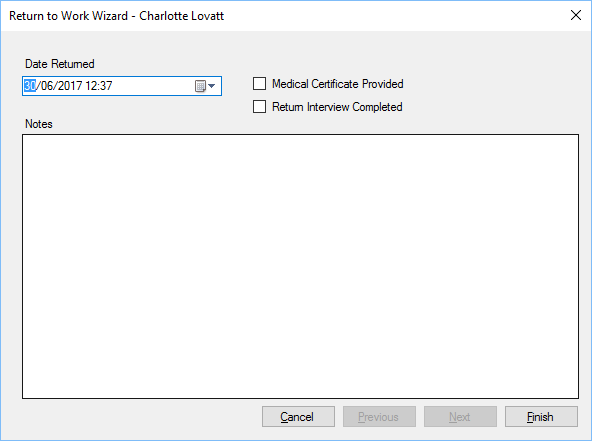 Return to Work Wizard - Charlotte Lovatt
Date Returned
30/06/2017 12:37
Medical Certificate Provided
Return Interview Completed
Notes
Cancel
Previous
Next
Finish